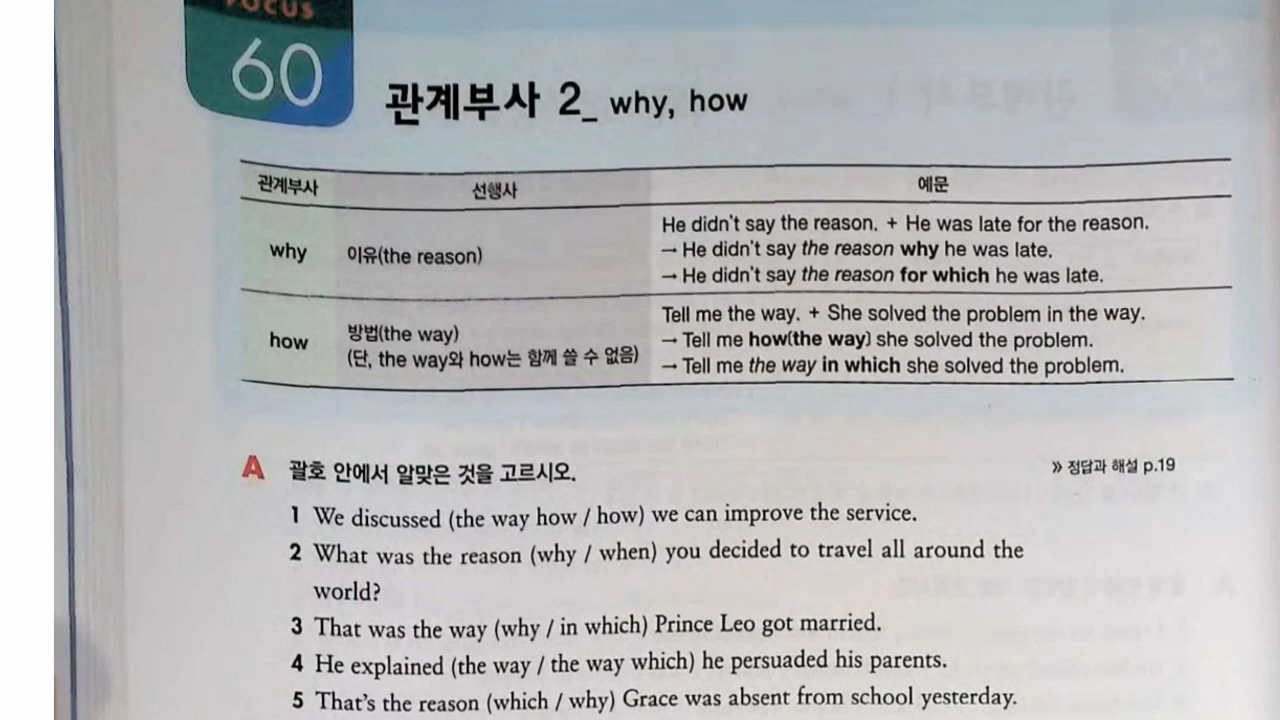 FOCUS
60
관계부사 2_ why, how
관계부사 선행사 예문
why 이유(the reason)
He didn't say the reason. + He was late for the reason.
→ He didn't say the reason why he was late.
→ He didn't say the reason for which he was late.
how 방법(the way)
(단, the way와 how는 함께 쓸 수 없음)
Tell me the way. + She solved the problem in the way.
→ Tell me how(the way) she solved the problem.
→ Tell me the way in which she solved the problem.
A 괄호 안에서 알맞은 것을 고르시오.
» 정답과 해설 p.19
1 We discussed (the way how / how) we can improve the service.
2 What was the reason (why / when) you decided to travel all around the
world?
3 That was the way (why / in which) Prince Leo got married.
4 He explained (the way / the way which) he persuaded his parents.
5 That's the reason (which / why) Grace was absent from school yesterday.